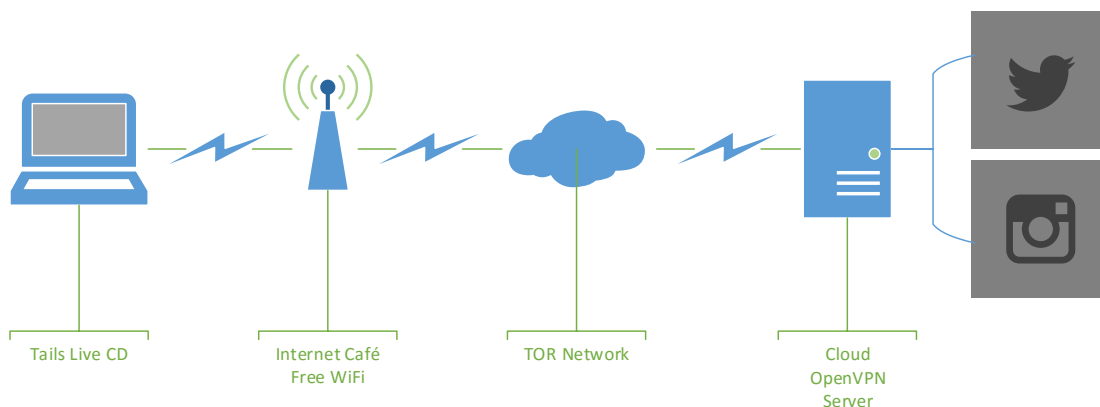 Tails Live CD
Internet Café
Free WiFi
TOR Network
Cloud
OpenVPN
Server